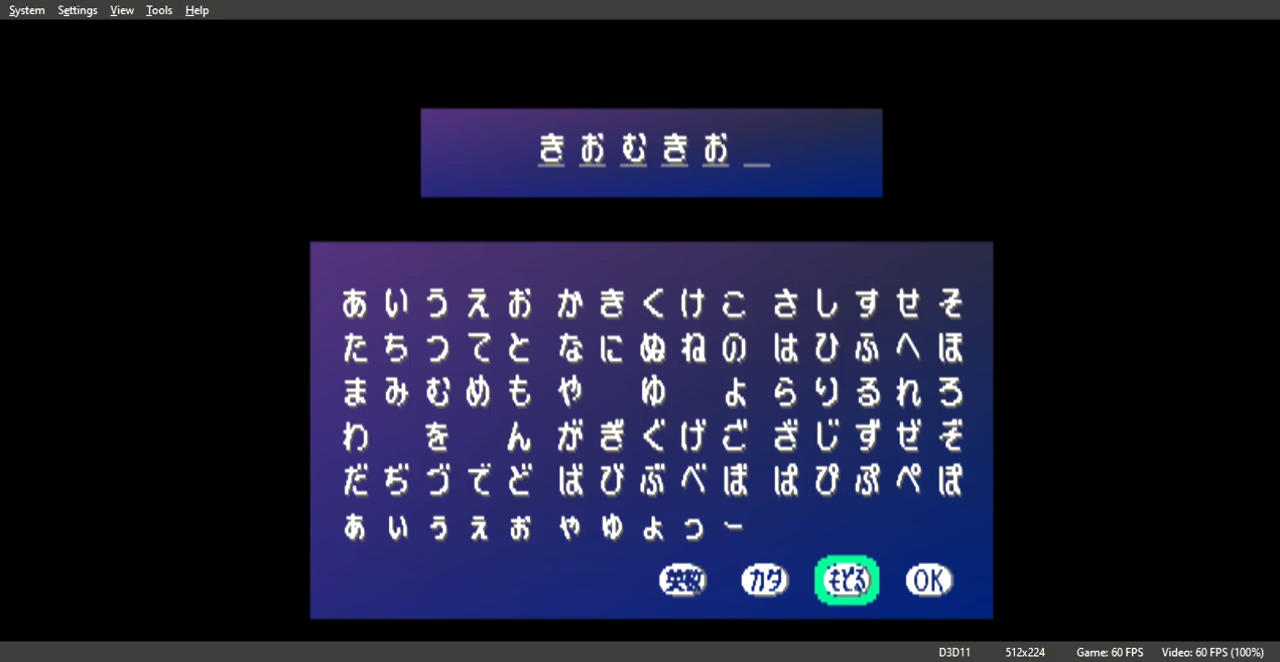 System Settings View Tools Help
きおむきお_
あいうえお かきくけこ さしすせそ
たちつてと なにぬねの はひふへほ
まみむめも や ゆ よ らりるれろ
わ を ん がぎぐげご ざじずぜぞ
だぢづでど ばびぶべぼ ぱぴぷぺぽ
ぁぃぅぇぉ ゃゅょっー
英数 カタ もどる OK
D3D11 512x224 Game: 60 FPS Video: 60 FPS (100%)